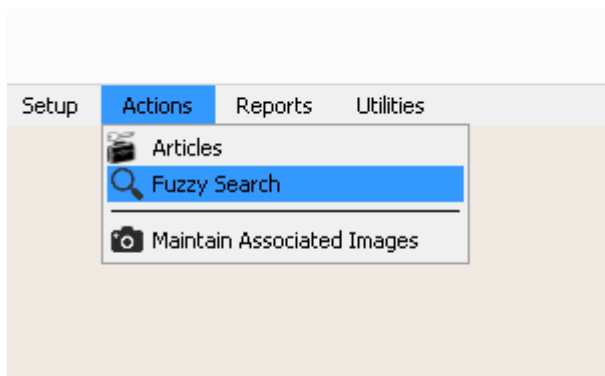 Setup Actions Reports Utilities
Articles
Fuzzy Search
Maintain Associated Images